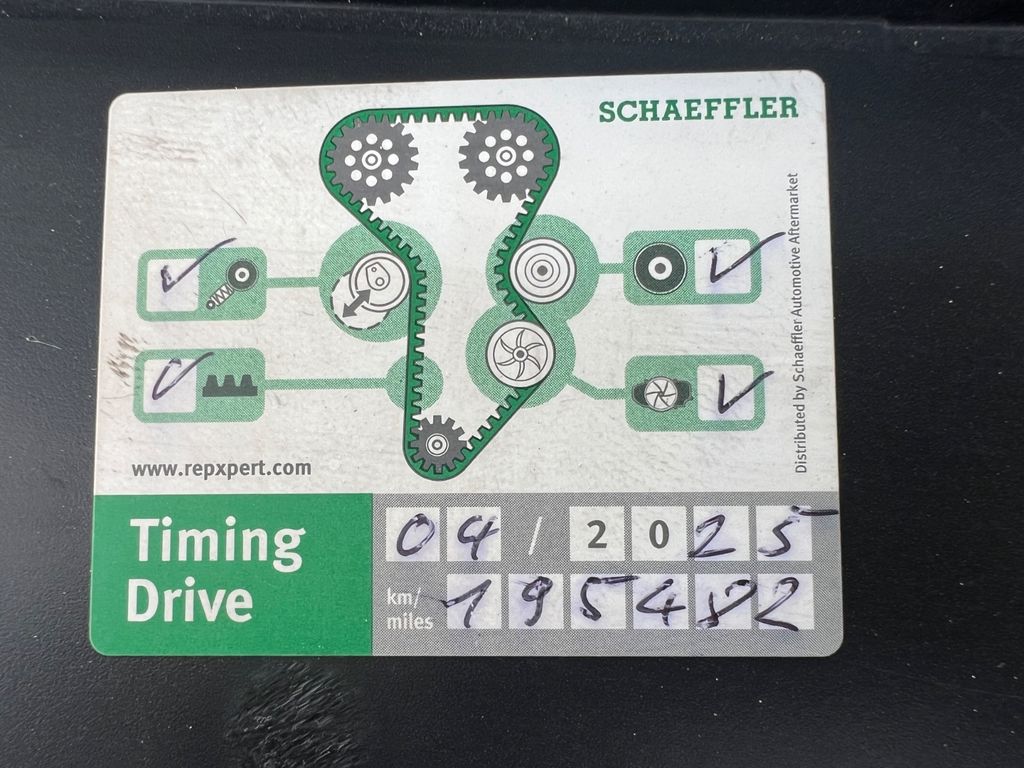 SCHAEFFLER
Distributed by Schaeffler Automotive Aftermarket
www.repxpert.com
Timing
Drive
04 / 2025
km/
miles
195482